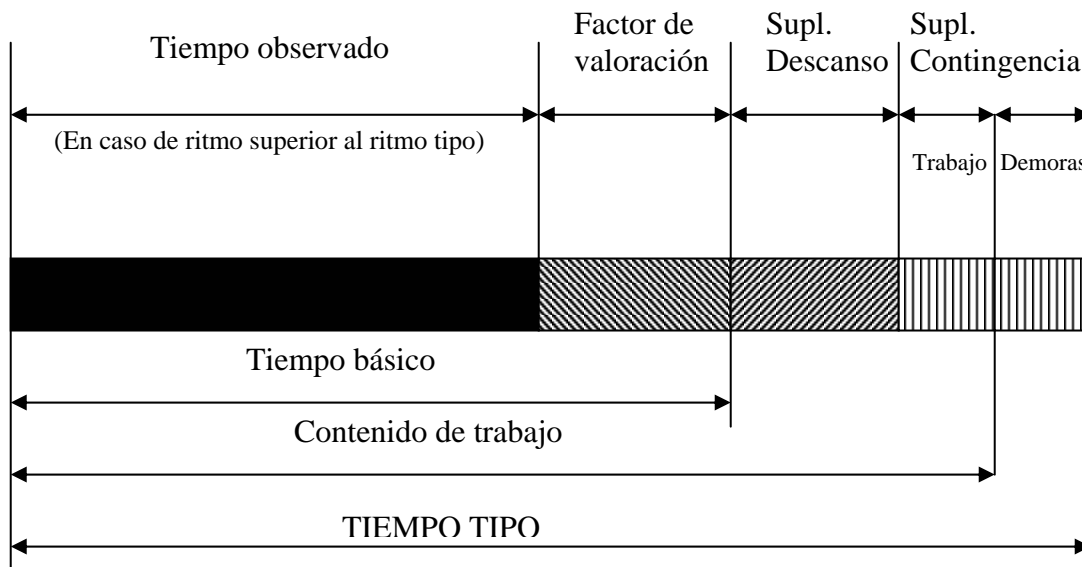 Tiempo observado
Factor de
valoración
Supl.
Descanso
Supl.
Contingencia
(En caso de ritmo superior al ritmo tipo)
Trabajo
Demoras
Tiempo básico
Contenido de trabajo
TIEMPO TIPO